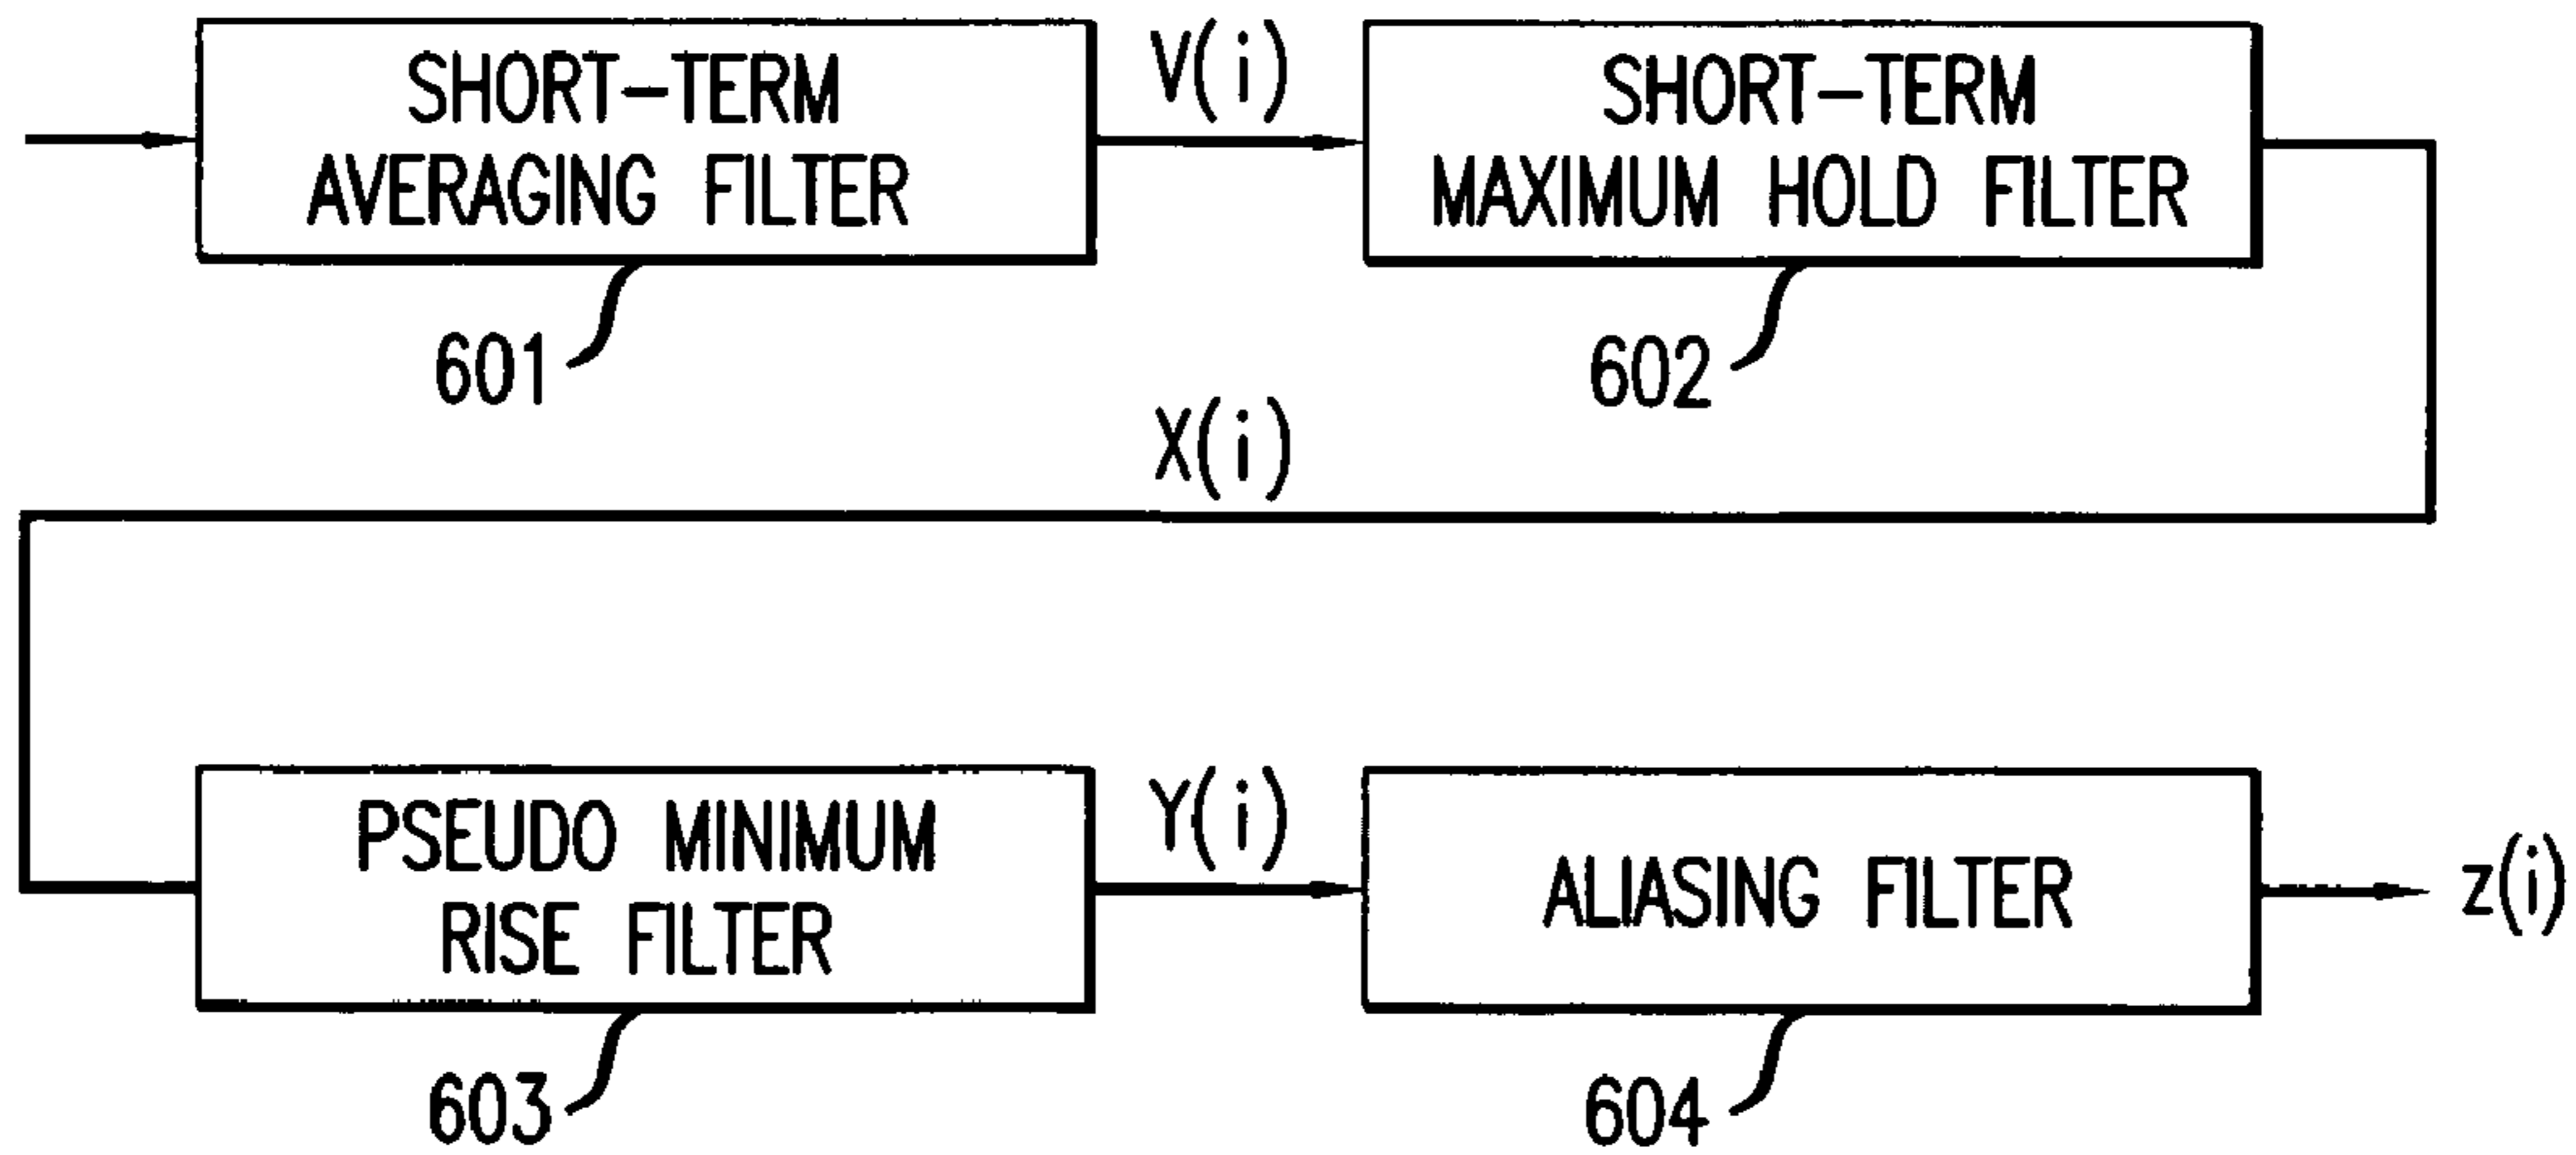 SHORT-TERM
AVERAGING FILTER
601
V(i)
SHORT-TERM
MAXIMUM HOLD FILTER
602
X(i)
PSEUDO MINIMUM
RISE FILTER
603
Y(i)
ALIASING FILTER
604
z(i)